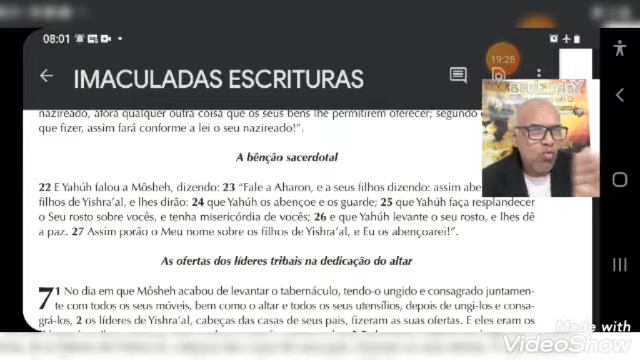 08:01
19:25
IMACULADAS ESCRITURAS
nazireado, afora qualquer outra coisa que os seus bens lhe permitirem oferecer; segundo
que fizer, assim fará conforme a lei o seu nazireado!".
A bênção sacerdotal
22 E Yahúh falou a Môsheh, dizendo: 23 "Fale a Aharon, e a seus filhos dizendo: assim
filhos de Yishra'al, e lhes dirão: 24 que Yahúh os abençoe e os guarde; 25 que Yahúh faça resplandecer
o Seu rosto sobre vocês, e tenha misericórdia de vocês; 26 e que Yahúh levante o seu rosto, e lhes dê
a paz. 27 Assim porão o Meu nome sobre os filhos de Yishra'al, e Eu os abençoarei!".
As ofertas dos líderes tribais na dedicação do altar
7 1 No dia em que Môsheh acabou de levantar o tabernáculo, tendo-o ungido e consagrado juntamen-
te com todos os seus móveis, bem como o altar e todos os seus utensílios, depois de ungi-los e consa-
grá-los, 2 os líderes de Yishra'al, cabeças das casas de seus pais, fizeram as suas ofertas. E eles eram os
Made with
VideoShow